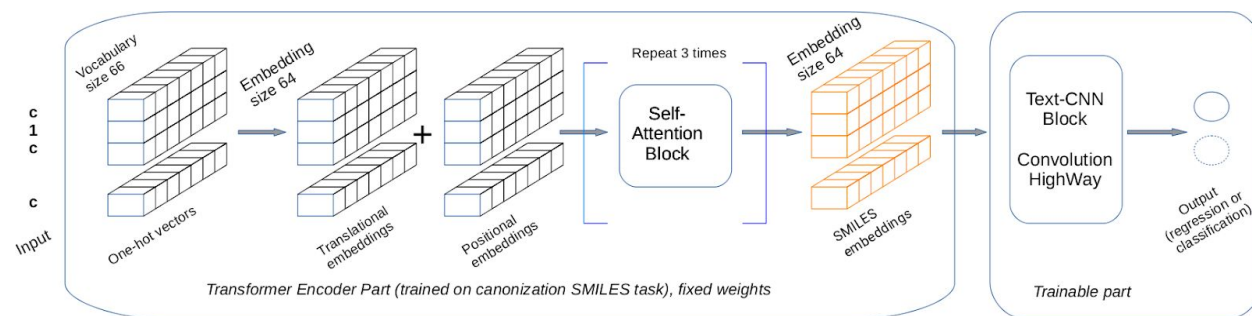 Vocabulary
size 66
Embedding
size 64
Repeat 3 times
Embedding
size 64
c
1
c
c
Input
+
Self-
Attention
Block
Text-CNN
Block
Convolution
HighWay
One-hot vectors
Translational
embeddings
Positional
embeddings
SMILES
embeddings
Output
(regression or
classification)
Transformer Encoder Part (trained on canonization SMILES task), fixed weights
Trainable part